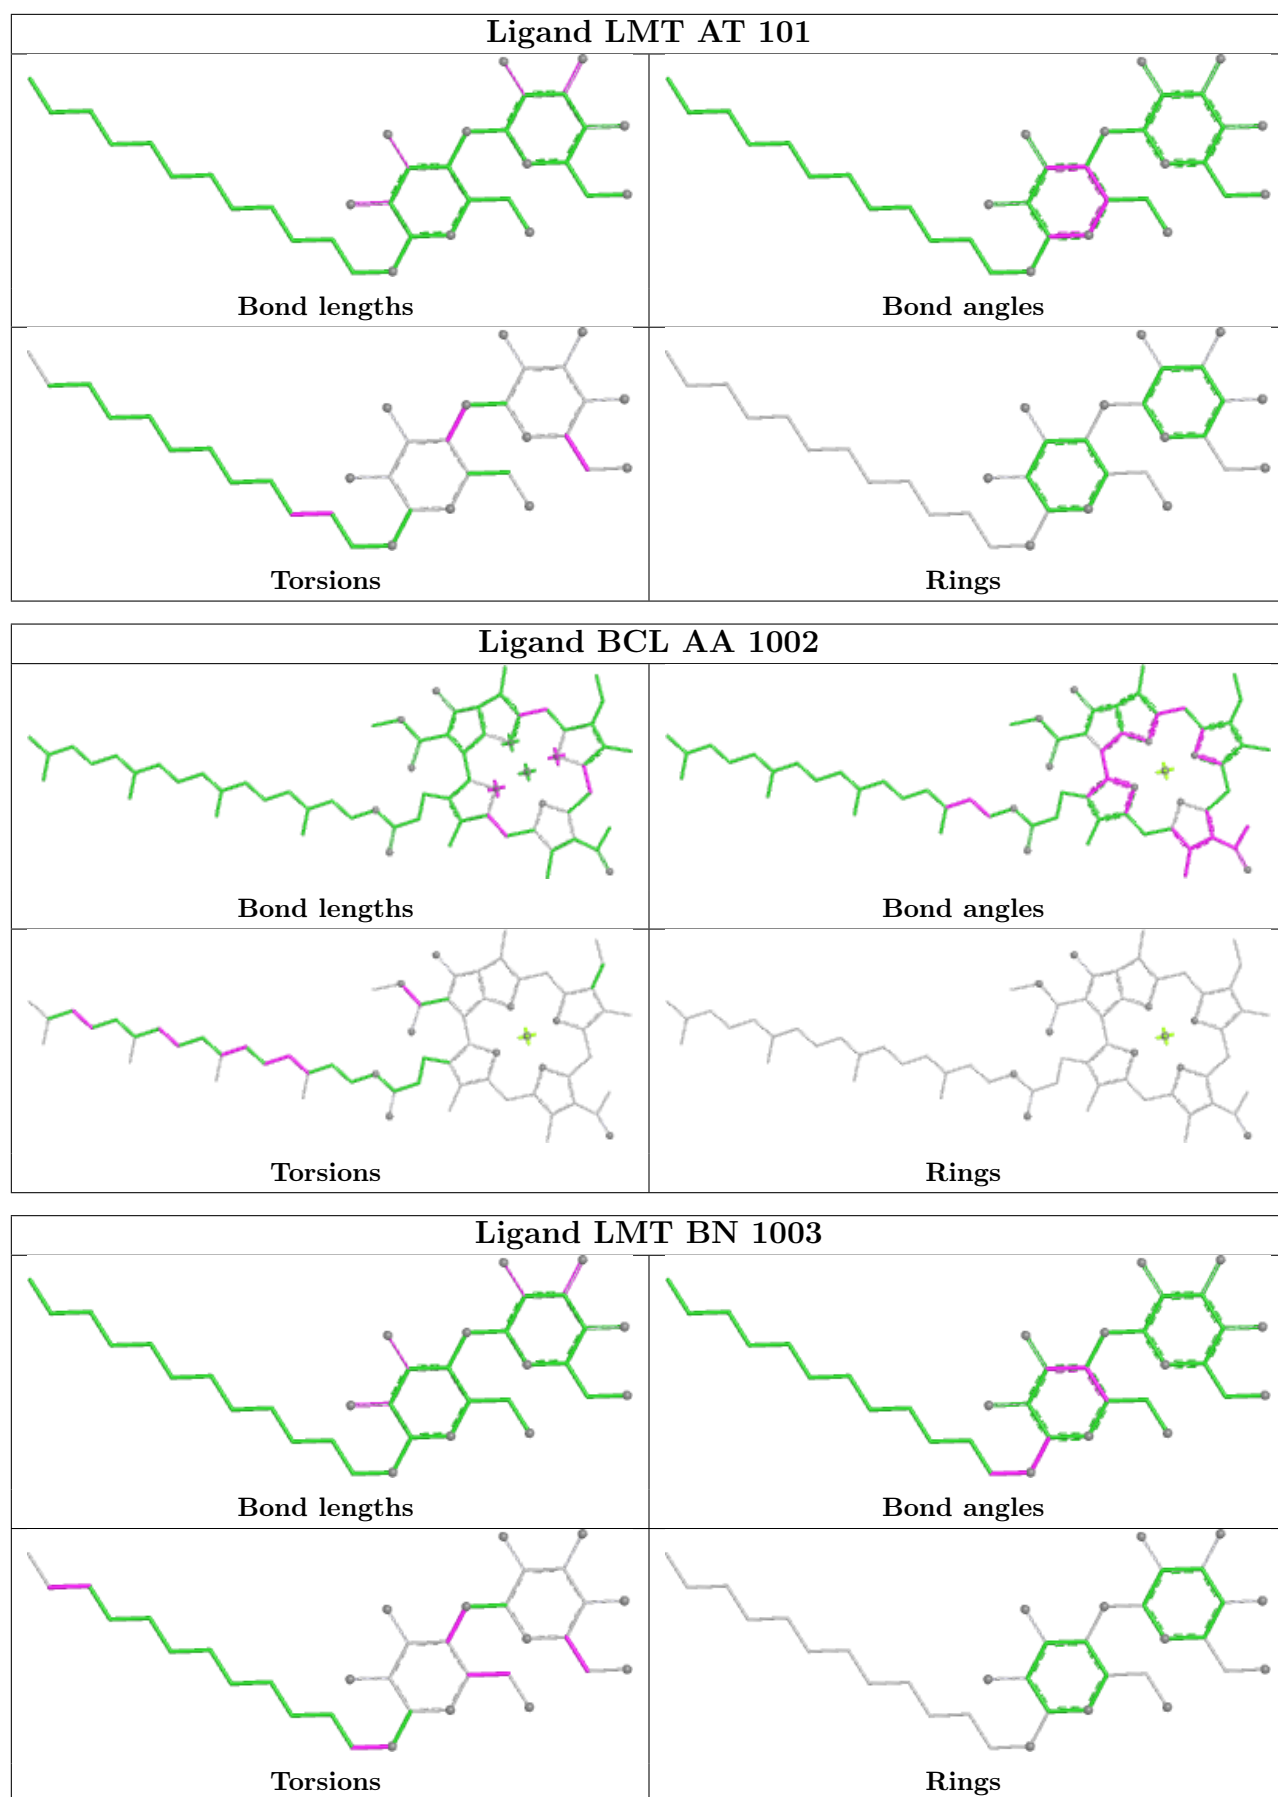 Ligand LMT AT 101
Bond lengths
Bond angles
Torsions
Rings
Ligand BCL AA 1002
Bond lengths
Bond angles
Torsions
Rings
Ligand LMT BN 1003
Bond lengths
Bond angles
Torsions
Rings